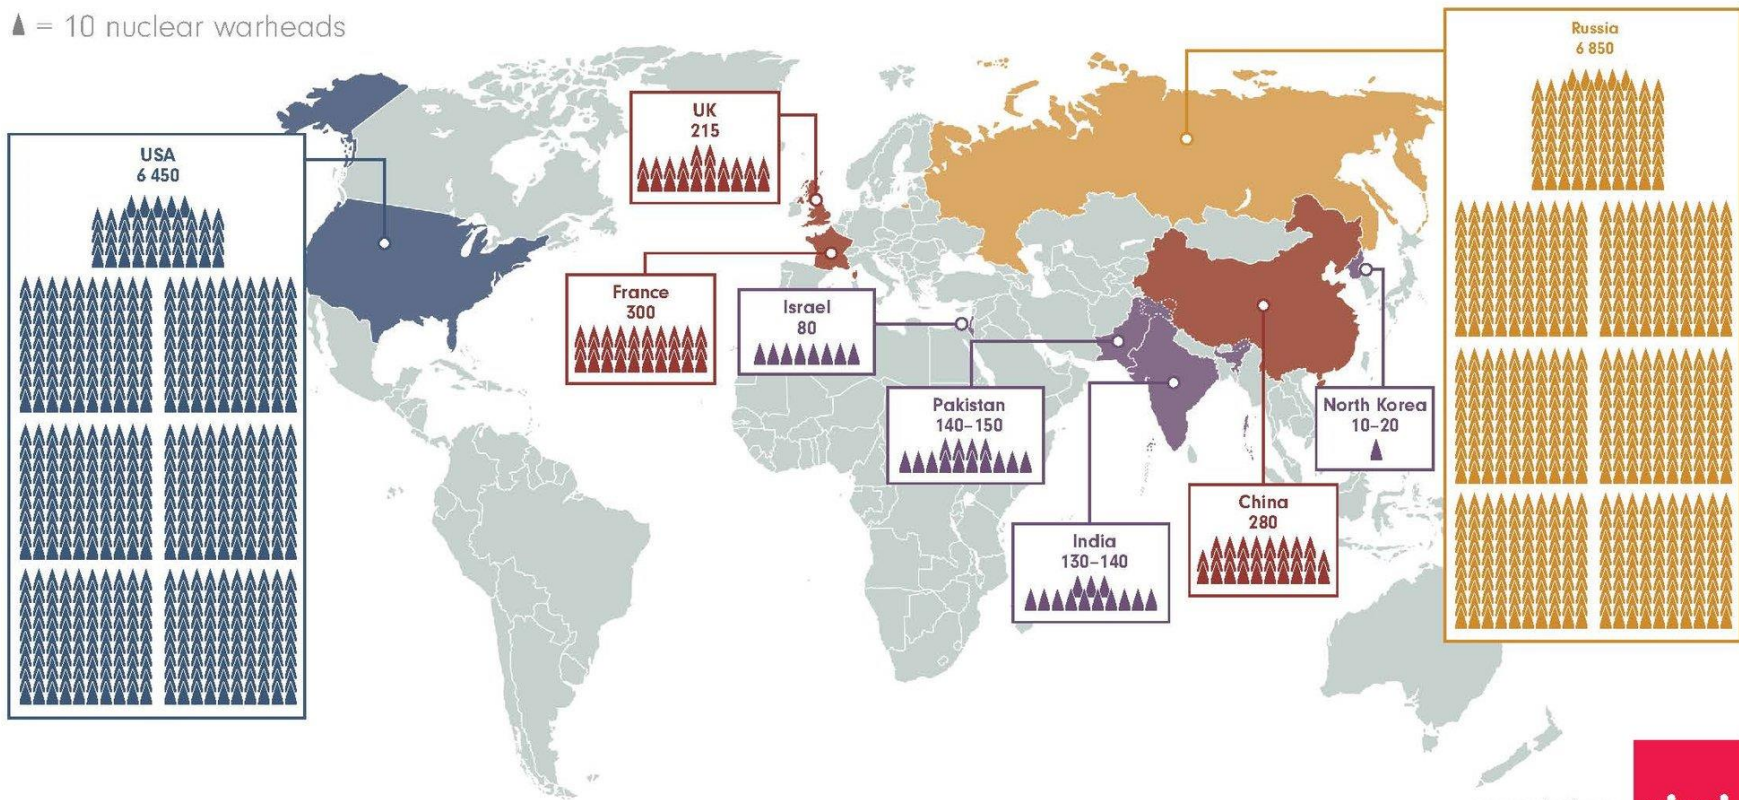 = 10 nuclear warheads
Russia
6 850
UK
215
USA
6 450
France
300
Israel
80
Pakistan
140–150
North Korea
10–20
China
280
India
130–140